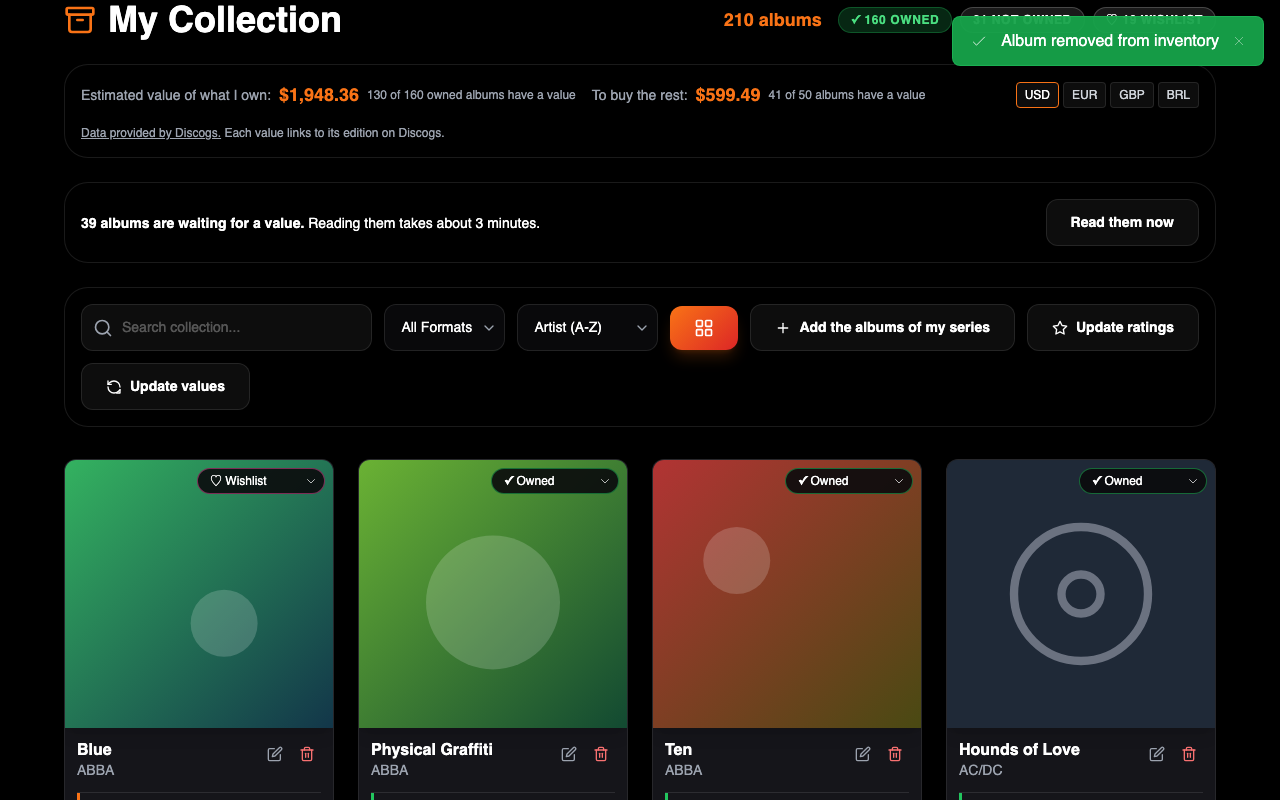 My Collection
210 albums
✓ 160 OWNED
Album removed from inventory
Estimated value of what I own: $1,948.36 130 of 160 owned albums have a value To buy the rest: $599.49 41 of 50 albums have a value
USD EUR GBP BRL
Data provided by Discogs. Each value links to its edition on Discogs.
39 albums are waiting for a value. Reading them takes about 3 minutes.
Read them now
Search collection...
All Formats
Artist (A-Z)
Add the albums of my series
Update ratings
Update values
♡ Wishlist
✓ Owned
✓ Owned
✓ Owned
Blue
ABBA
Physical Graffiti
ABBA
Ten
ABBA
Hounds of Love
AC/DC